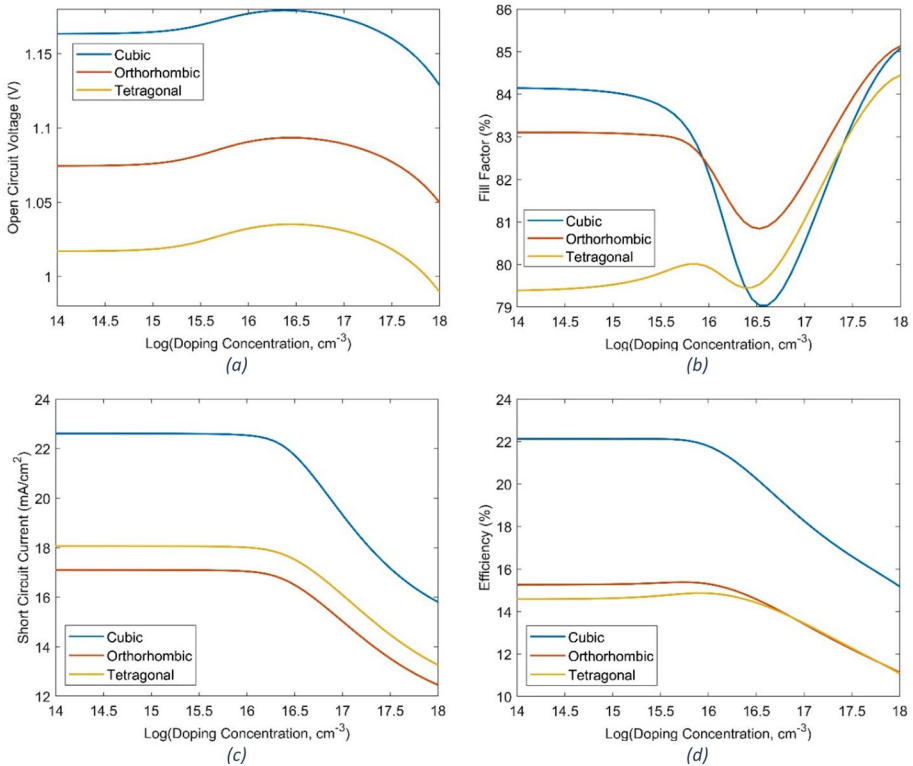 Open Circuit Voltage (V)
1.15
1.1
1.05
1
Cubic
Orthorhombic
Tetragonal
14 14.5 15 15.5 16 16.5 17 17.5 18
Log(Doping Concentration, cm-3)
(a)
Fill Factor (%)
86
85
84
83
82
81
80
79
Cubic
Orthorhombic
Tetragonal
14 14.5 15 15.5 16 16.5 17 17.5 18
Log(Doping Concentration, cm-3)
(b)
Short Circuit Current (mA/cm2)
24
22
20
18
16
14
12
Cubic
Orthorhombic
Tetragonal
14 14.5 15 15.5 16 16.5 17 17.5 18
Log(Doping Concentration, cm-3)
(c)
Efficiency (%)
24
22
20
18
16
14
12
10
Cubic
Orthorhombic
Tetragonal
14 14.5 15 15.5 16 16.5 17 17.5 18
Log(Doping Concentration, cm-3)
(d)